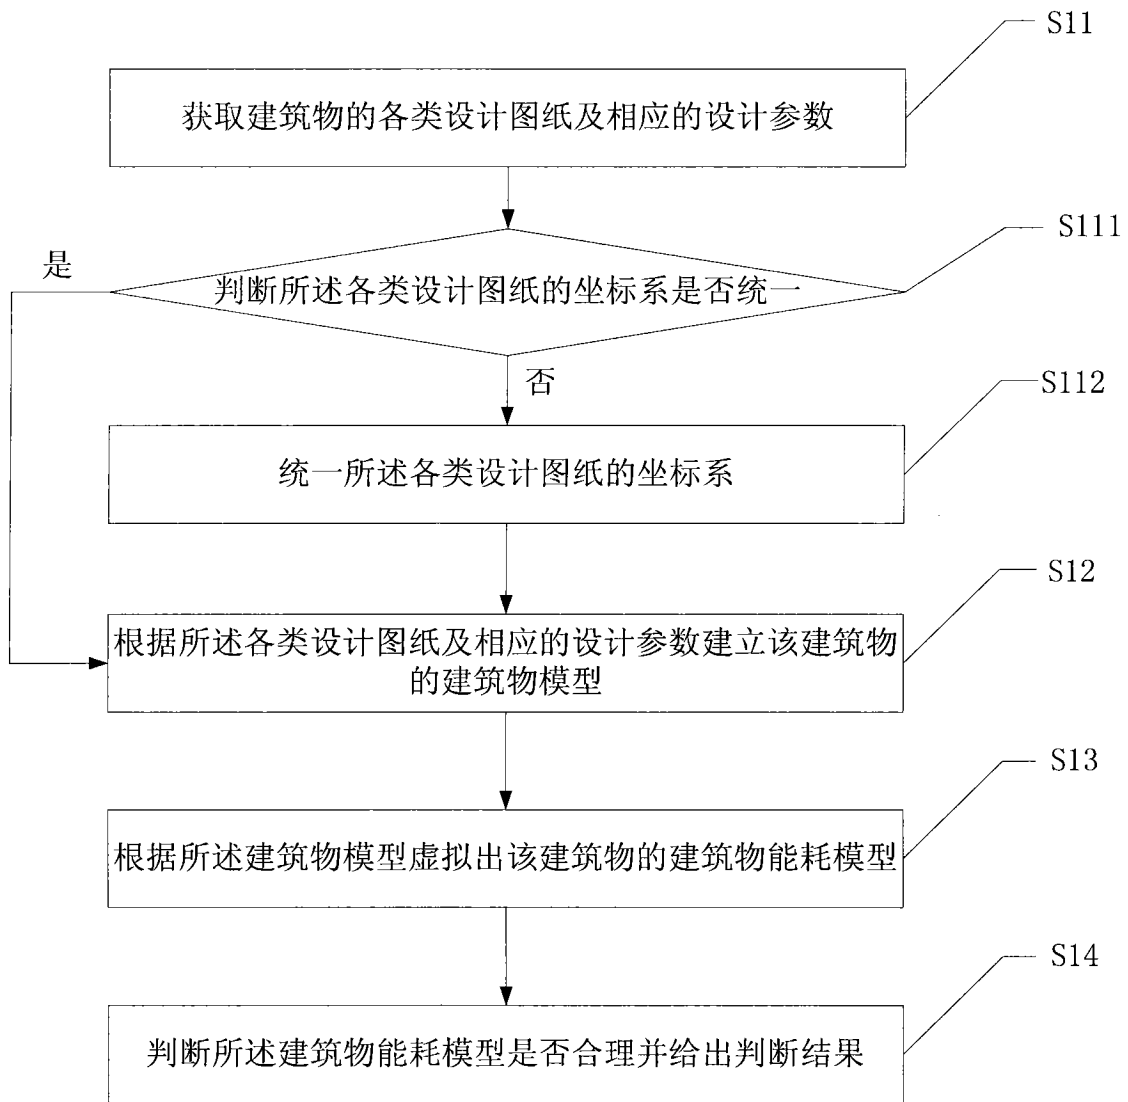 S11
获取建筑物的各类设计图纸及相应的设计参数
S111
是
判断所述各类设计图纸的坐标系是否统一
否
S112
统一所述各类设计图纸的坐标系
S12
根据所述各类设计图纸及相应的设计参数建立该建筑物
的建筑物模型
S13
根据所述建筑物模型虚拟出该建筑物的建筑物能耗模型
S14
判断所述建筑物能耗模型是否合理并给出判断结果